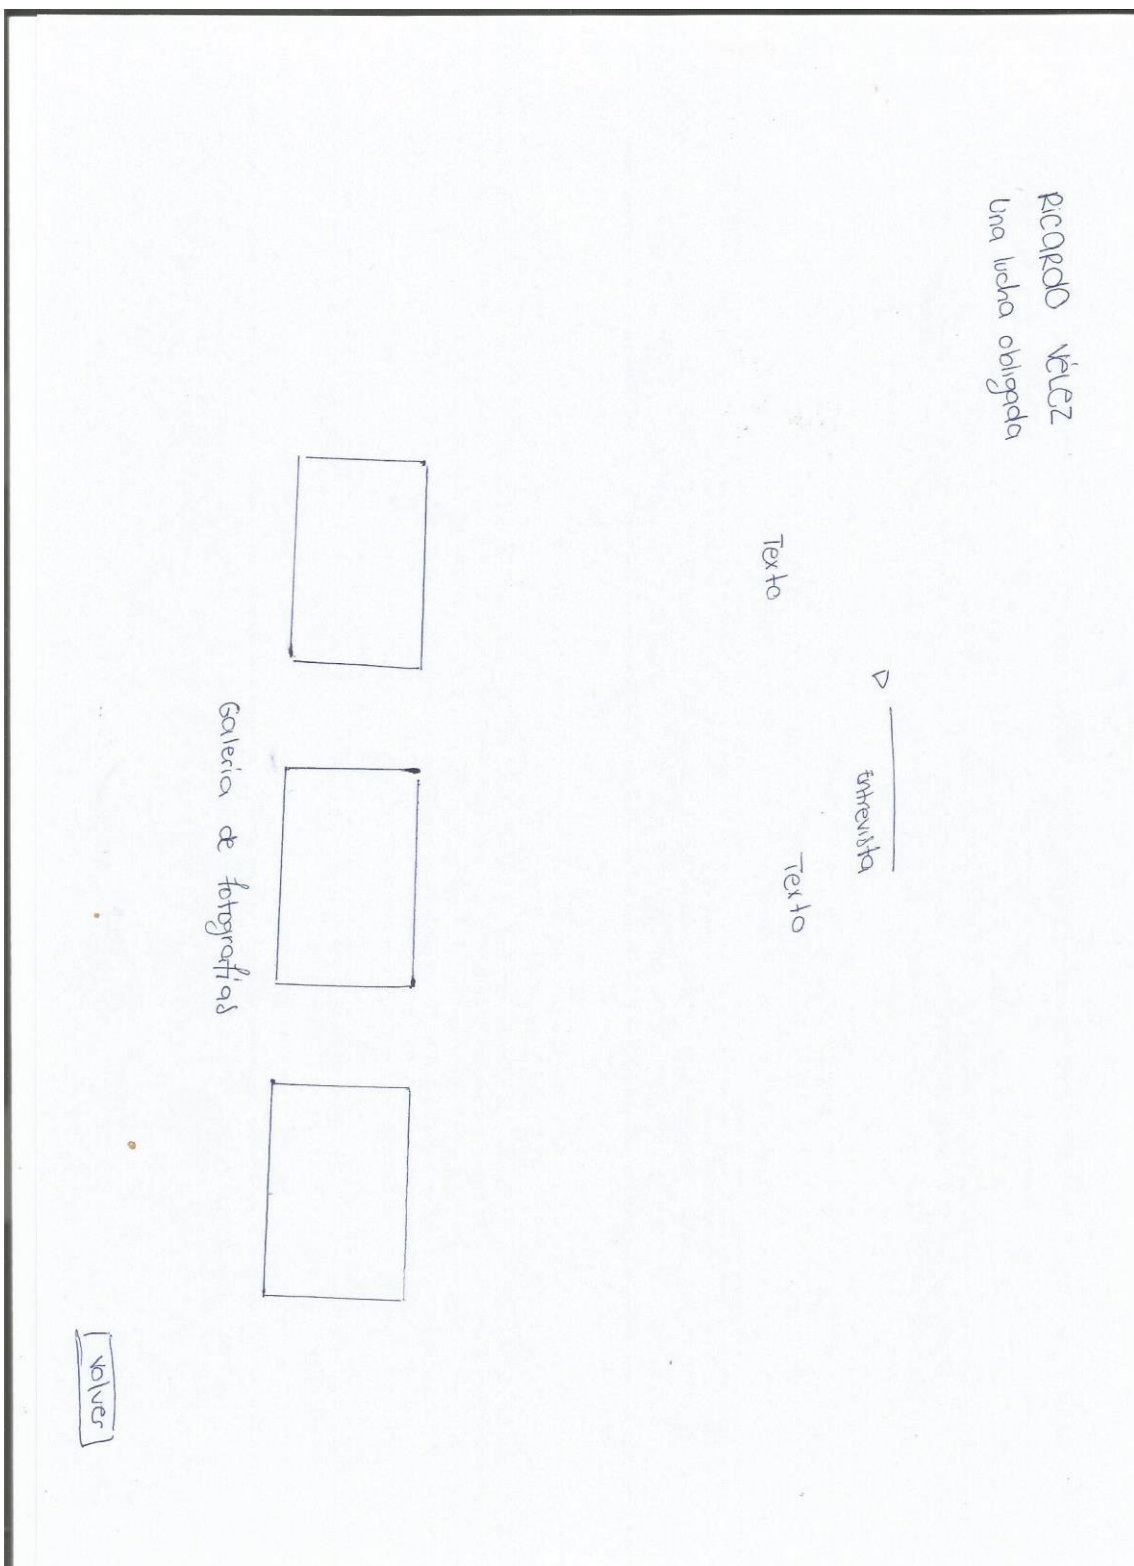 RICARDO VÉLEZ
Una lucha obligada
Entrevista
Texto
Texto
Galería de fotografías
Volver